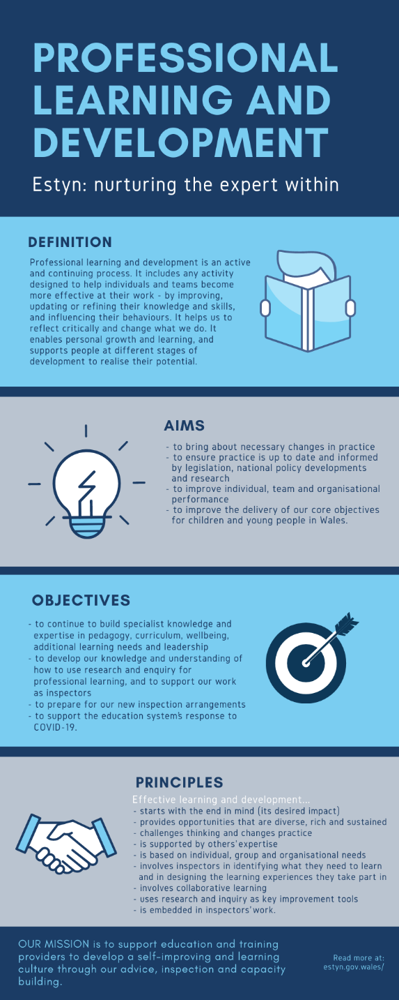 PROFESSIONAL
LEARNING AND
DEVELOPMENT
Estyn: nurturing the expert within
DEFINITION
Professional learning and development is an active
and continuing process. It includes any activity
designed to help individuals and teams become
more effective at their work - by improving,
updating or refining their knowledge and skills,
and influencing their behaviours. It helps us to
reflect critically and change what we do. It
enables personal growth and learning, and
supports people at different stages of
development to realise their potential.
AIMS
- to bring about necessary changes in practice
- to ensure practice is up to date and informed
by legislation, national policy developments
and research
- to improve individual, team and organisational
performance
- to improve the delivery of our core objectives
for children and young people in Wales.
OBJECTIVES
- to continue to build specialist knowledge and
expertise in pedagogy, curriculum, wellbeing,
additional learning needs and leadership
- to develop our knowledge and understanding of
how to use research and enquiry for
professional learning, and to support our work
as inspectors
- to prepare for our new inspection arrangements
- to support the education system's response to
COVID-19.
PRINCIPLES
Effective learning and development...
- starts with the end in mind (its desired impact)
- provides opportunities that are diverse, rich and sustained
- challenges thinking and changes practice
- is supported by others' expertise
- is based on individual, group and organisational needs
- involves inspectors in identifying what they need to learn
and in designing the learning experiences they take part in
- involves collaborative learning
- uses research and inquiry as key improvement tools
- is embedded in inspectors' work.
OUR MISSION is to support education and training
providers to develop a self-improving and learning
culture through our advice, inspection and capacity
building.
Read more at:
estyn.gov.wales/